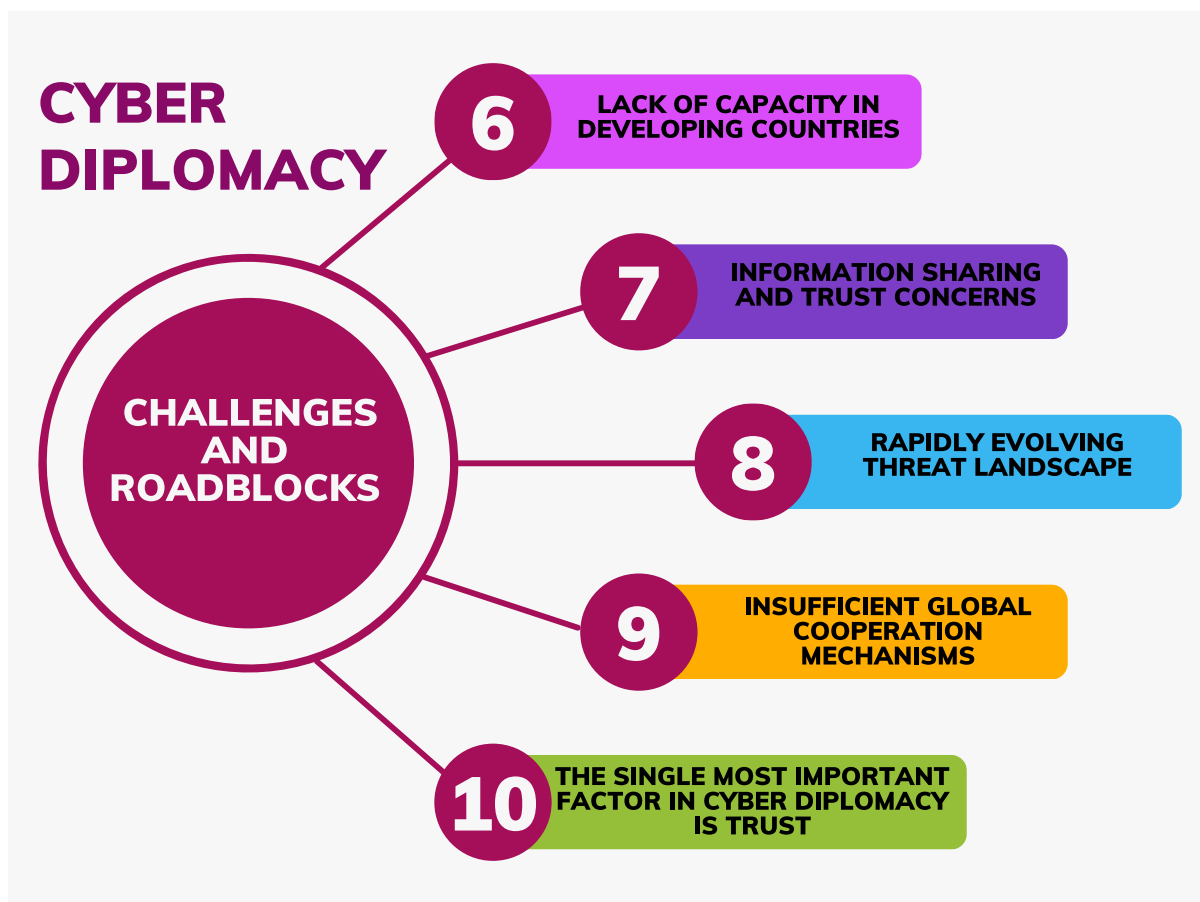 CYBER
DIPLOMACY
6
LACK OF CAPACITY IN
DEVELOPING COUNTRIES
7
INFORMATION SHARING
AND TRUST CONCERNS
CHALLENGES
AND
ROADBLOCKS
8
RAPIDLY EVOLVING
THREAT LANDSCAPE
9
INSUFFICIENT GLOBAL
COOPERATION
MECHANISMS
10
THE SINGLE MOST IMPORTANT
FACTOR IN CYBER DIPLOMACY
IS TRUST